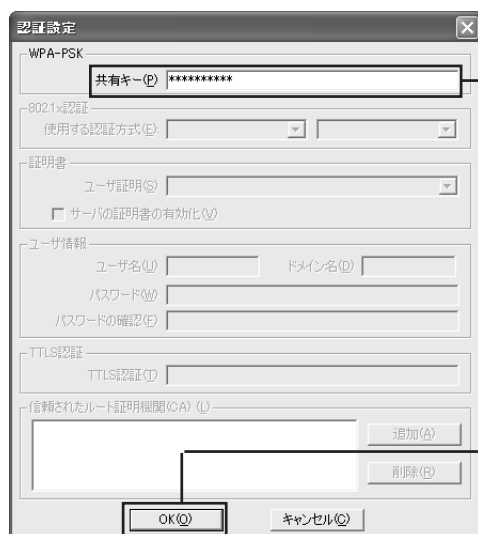 認証設定
WPA-PSK
共有キー(P) **********
802.1x認証
使用する認証方式(E):
証明書
ユーザ証明(S)
サーバの証明書の有効化(V)
ユーザ情報
ユーザ名(U) ドメイン名(D)
パスワード(W)
パスワードの確認(F)
TTLS認証
TTLS認証(T)
信頼されたルート証明機関(CA) (L)
追加(A)
削除(R)
OK(O) キャンセル(C)